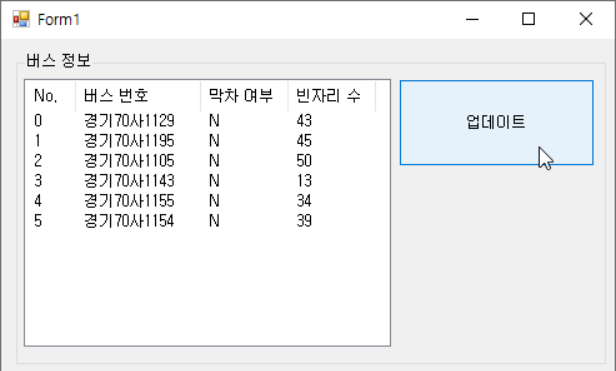 Form1
버스 정보
No. 버스 번호 막차 여부 빈자리 수
0 경기70사1129 N 43
1 경기70사1195 N 45
2 경기70사1105 N 50
3 경기70사1143 N 13
4 경기70사1155 N 34
5 경기70사1154 N 39
업데이트